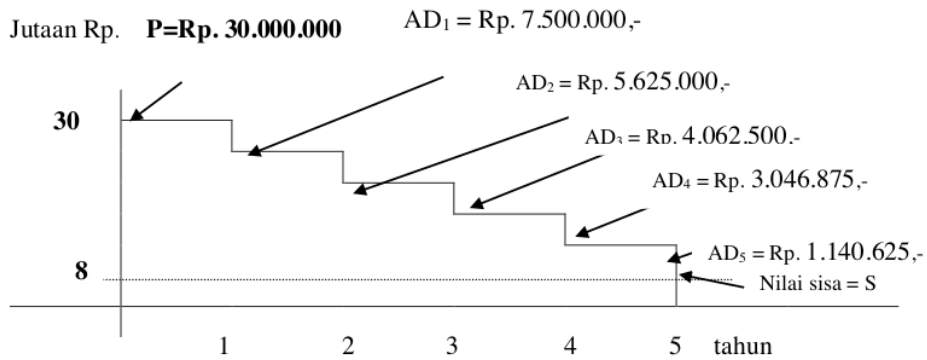 Jutaan Rp. P=Rp. 30.000.000 AD₁ = Rp. 7.500.000,-
AD₂ = Rp. 5.625.000,-
30
AD₃ = Rp. 4.062.500.-
AD₄ = Rp. 3.046.875,-
AD₅ = Rp. 1.140.625,-
8
Nilai sisa = S
1 2 3 4 5 tahun